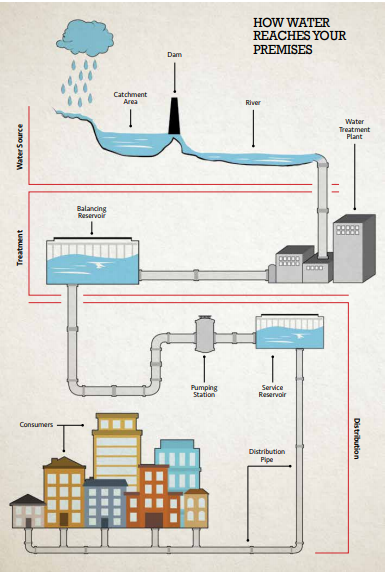 HOW WATER
REACHES YOUR
PREMISES
Dam
Catchment
Area
River
Water
Treatment
Plant
Water Source
Balancing
Reservoir
Treatment
Pumping
Station
Service
Reservoir
Consumers
Distribution
Pipe
Distribution